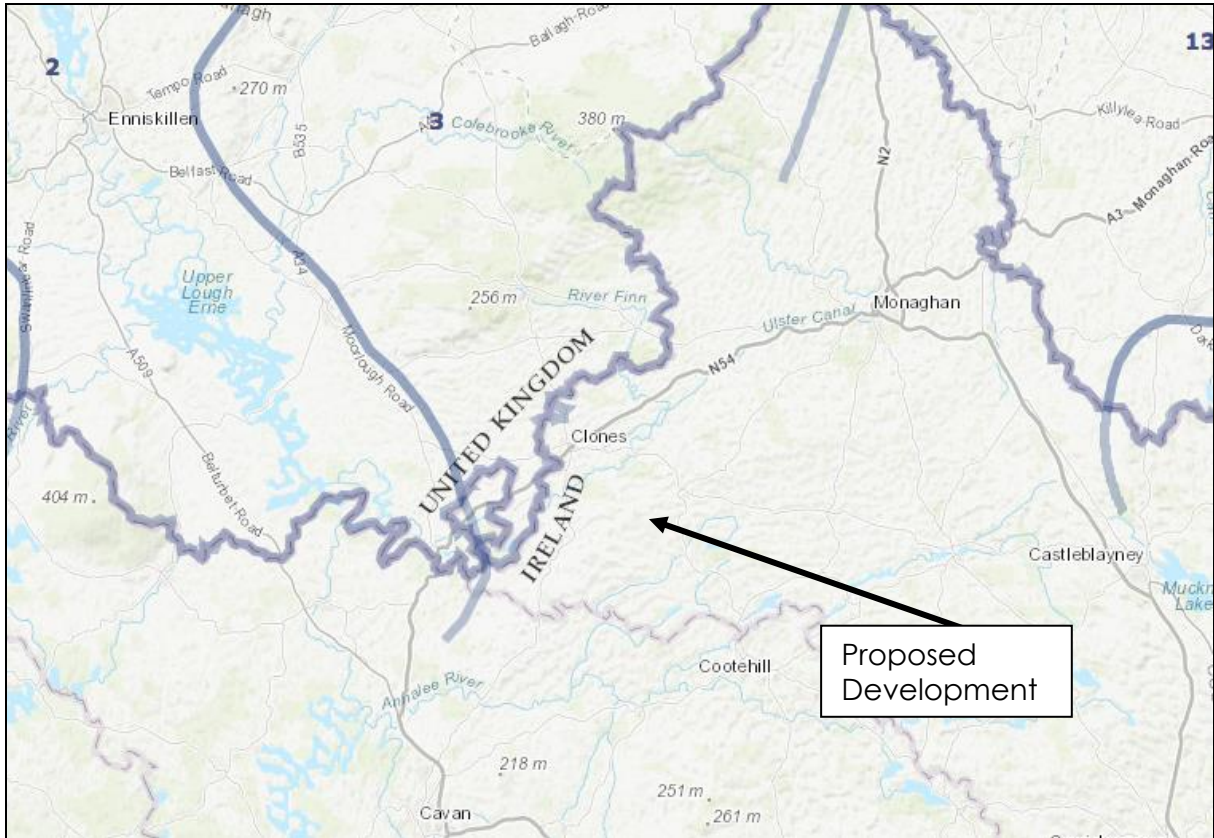 2
13
Tempo Road
270 m
Ballagh-Road
Enniskillen
3
Colebrooke River
380 m
Killylea-Road
B535
Belfast-Road
N2
A3
A34
Upper
Lough
Erne
256 m
River Finn
Monaghan
Ulster Canal
A509
Moorlough Road
N54
River
UNITED KINGDOM
Clones
IRELAND
404 m
Belturbet-Road
Castleblayney
Lake
Proposed
Development
Cootehill
Annalee River
218 m
251 m
261 m
Cavan